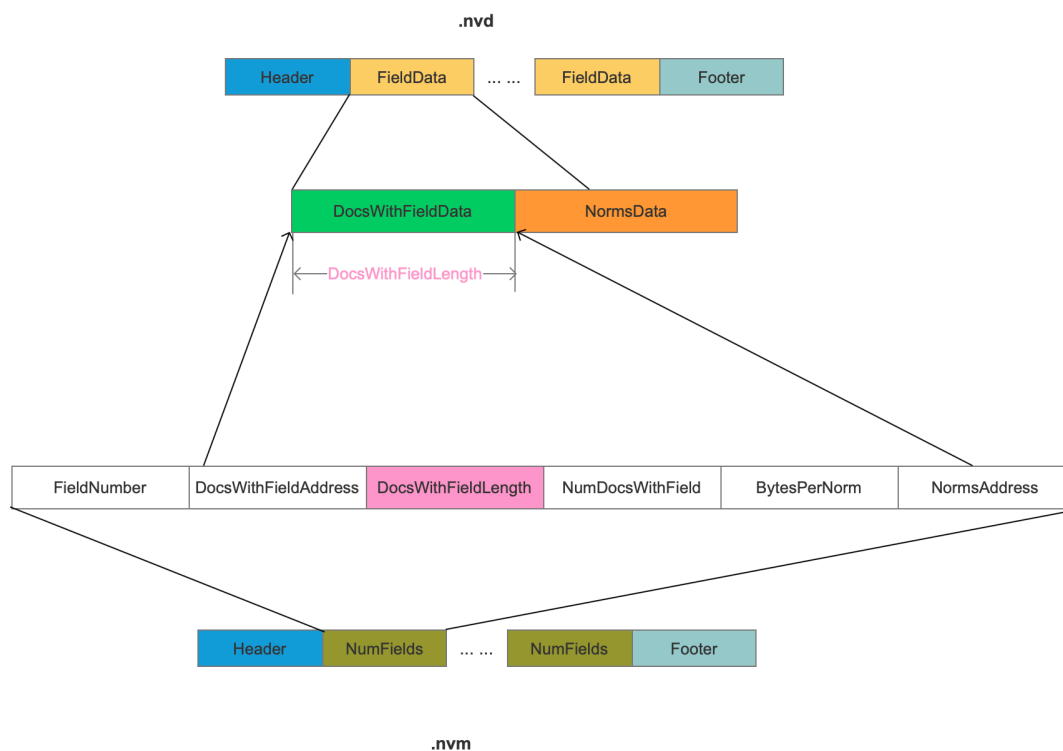 .nvd
Header FieldData ... ... FieldData Footer
DocsWithFieldData NormsData
DocsWithFieldLength
FieldNumber DocsWithFieldAddress DocsWithFieldLength NumDocsWithField BytesPerNorm NormsAddress
Header NumFields ... ... NumFields Footer
.nvm